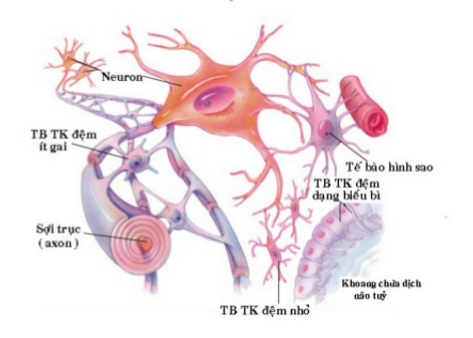 Neuron
TB TK đệm
ít gai
Tế bào hình sao
TB TK đệm
dạng biểu bì
Sợi trục
( axon )
Khoang chứa dịch
não tuỷ
TB TK đệm nhỏ